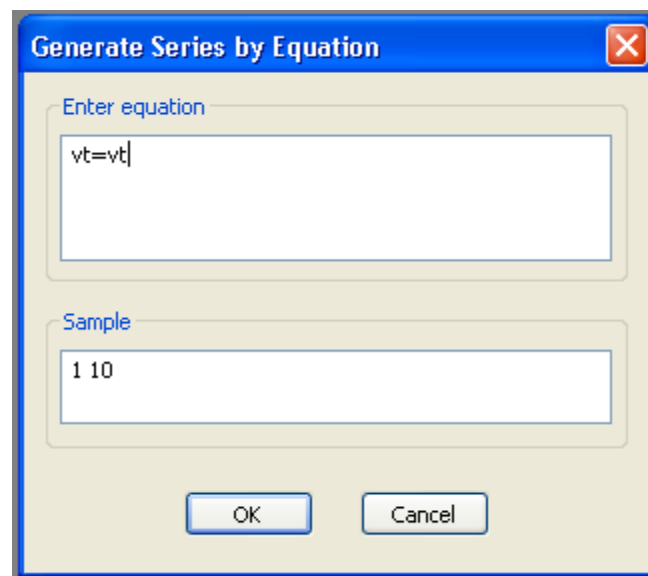 Generate Series by Equation
Enter equation
vt=vt
Sample
1 10
OK
Cancel